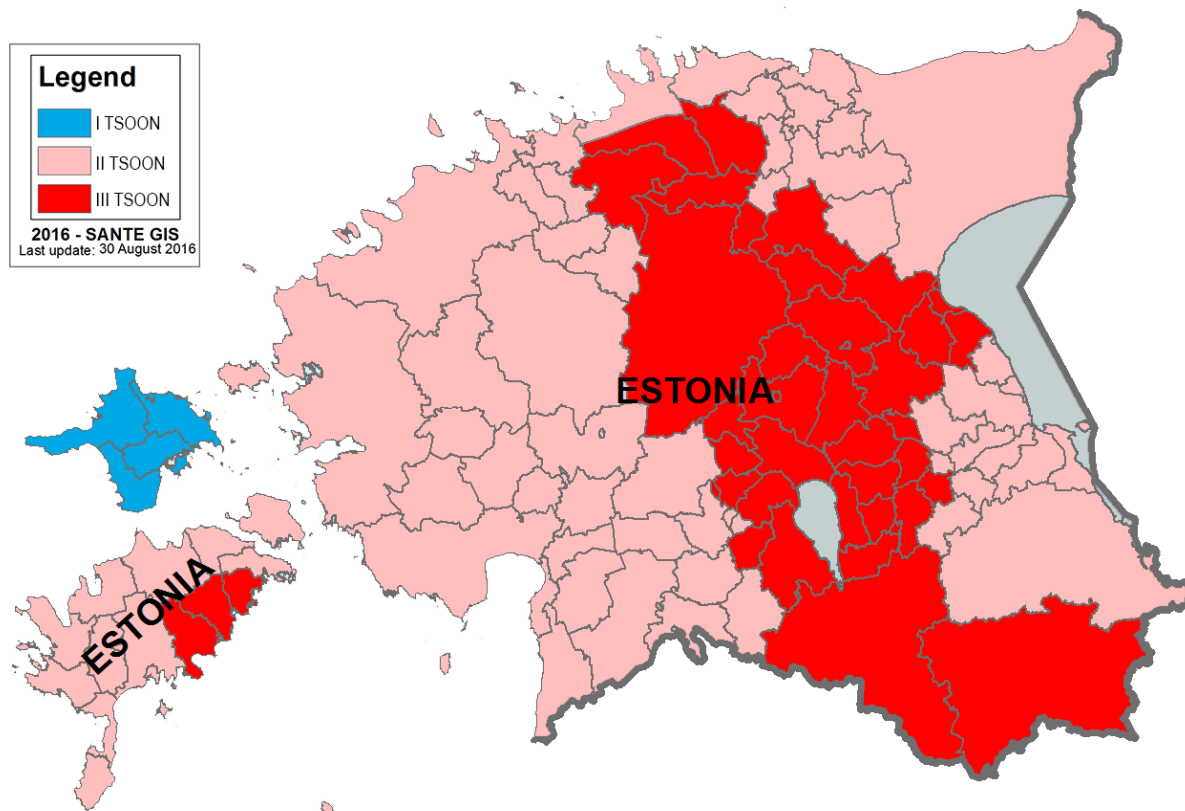 Legend
I TSOON
II TSOON
III TSOON
2016 - SANTE GIS
Last update: 30 August 2016
ESTONIA
ESTONIA